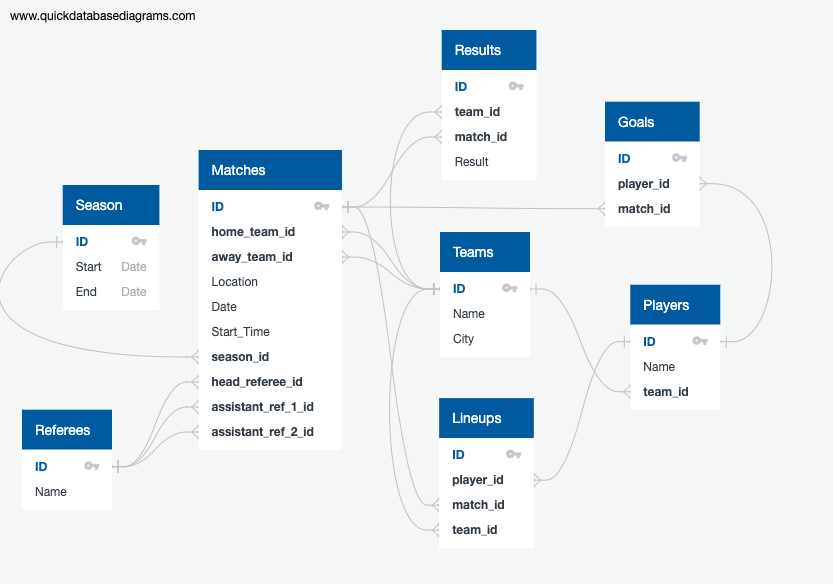 www.quickdatabasediagrams.com
Results
ID
team_id
match_id
Result
Goals
ID
player_id
match_id
Matches
ID
home_team_id
away_team_id
Location
Date
Start_Time
season_id
head_referee_id
assistant_ref_1_id
assistant_ref_2_id
Season
ID
Start Date
End Date
Teams
ID
Name
City
Players
ID
Name
team_id
Lineups
ID
player_id
match_id
team_id
Referees
ID
Name